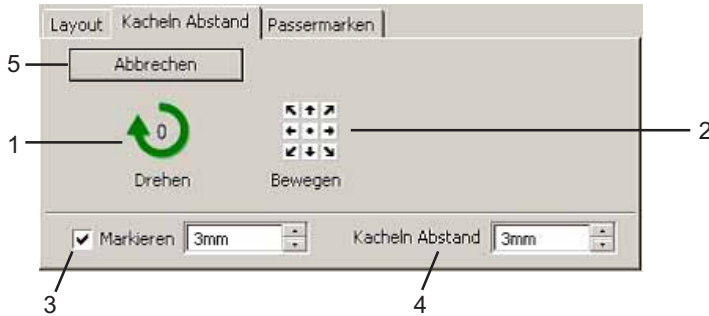 Layout Kacheln Abstand Passermarken
5 Abbrechen
1 0 2
Drehen Bewegen
Markieren 3mm Kacheln Abstand 3mm
3 4